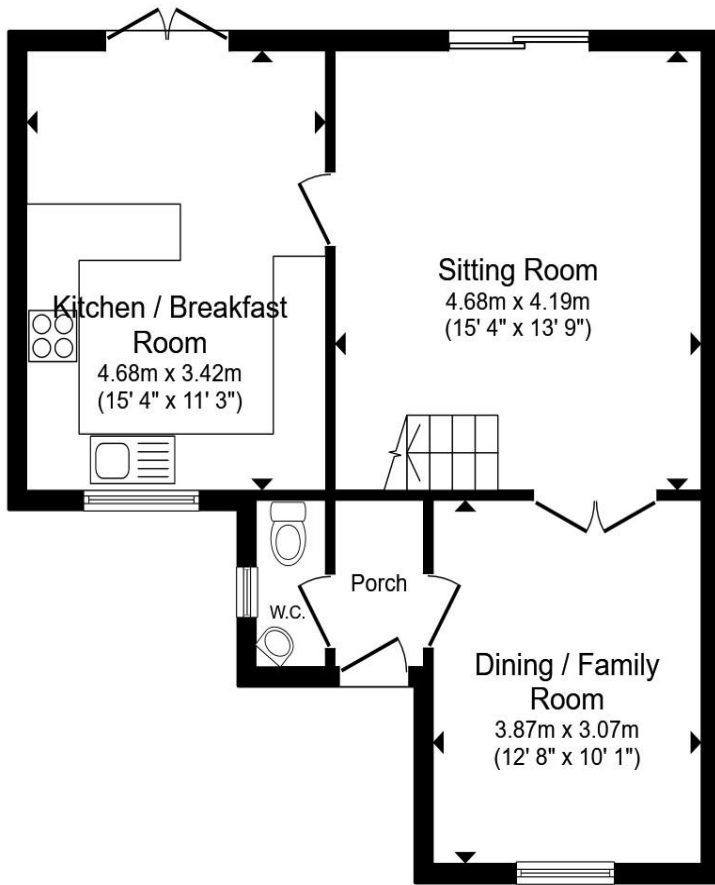 Kitchen / Breakfast
Room
4.68m x 3.42m
(15' 4" x 11' 3")
Sitting Room
4.68m x 4.19m
(15' 4" x 13' 9")
Porch
W.C.
Dining / Family
Room
3.87m x 3.07m
(12' 8" x 10' 1")